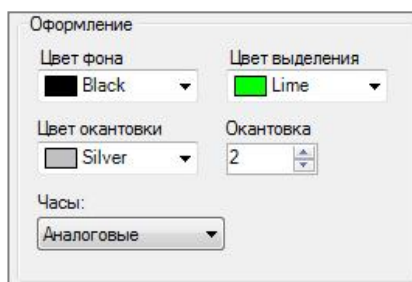 Оформление
Цвет фона Цвет выделения
Black Lime
Цвет окантовки Окантовка
Silver 2
Часы:
Аналоговые